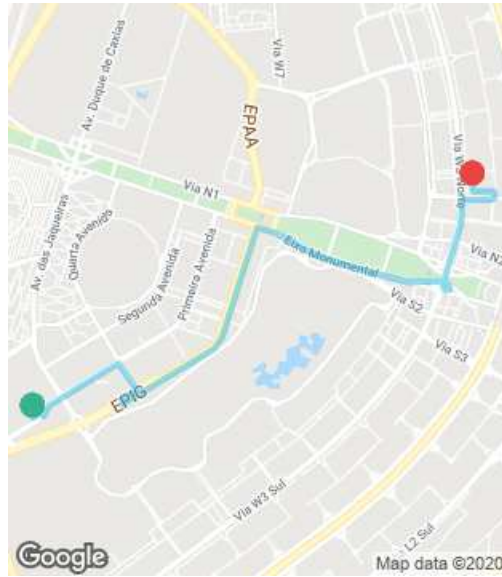 Via W7
Av. Duque de Caxias
EPAA
Via W3 Norte
Via N1
Av. das Jaqueiras
Quarta Avenida
Segunda Avenida
Primeira Avenida
Eixo Monumental
Via N2
Via S2
Via S3
EPIG
Via W3 Sul
L2 Sul
Google
Map data ©2020